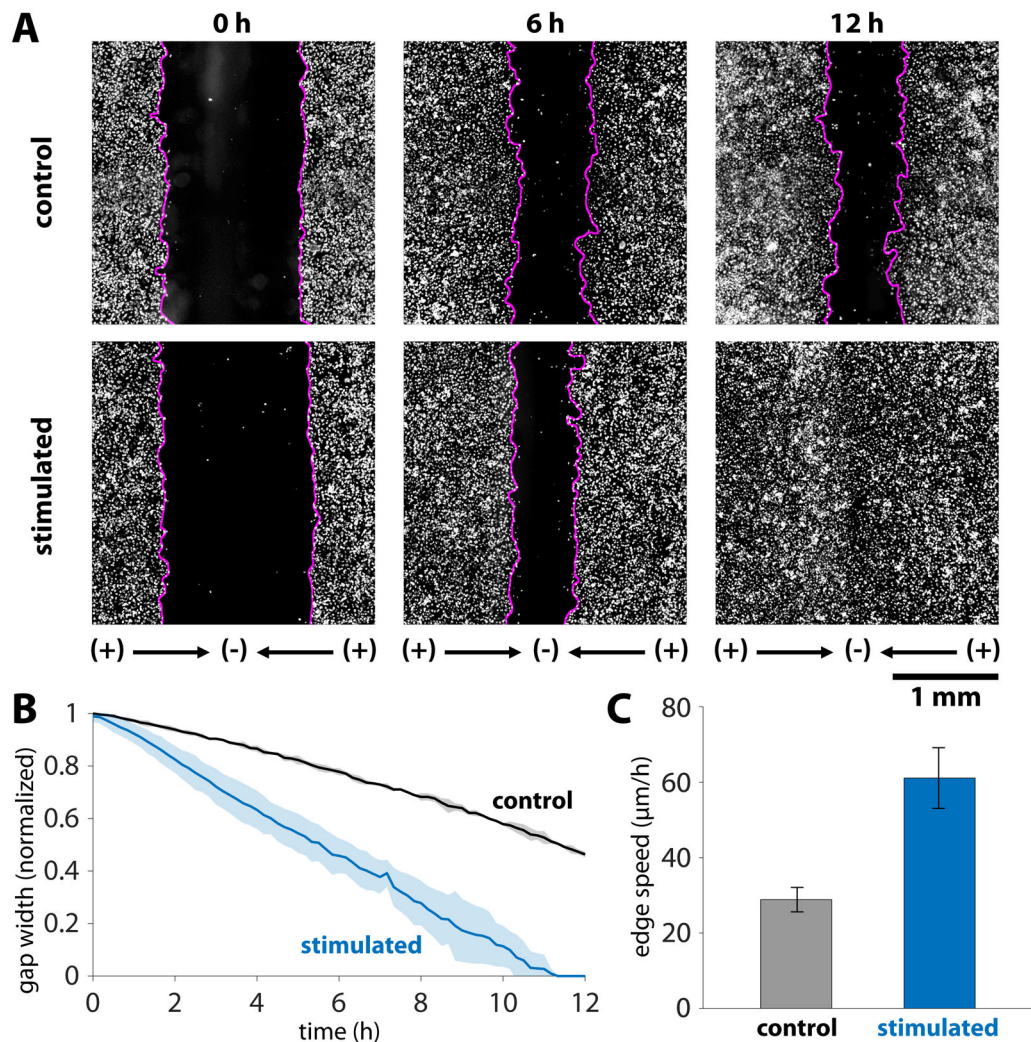 A
0 h
6 h
12 h
control
stimulated
(+) (-) (+)
(+) (-) (+)
(+) (-) (+)
1 mm
B
gap width (normalized)
1
0.8
0.6
0.4
0.2
0
control
stimulated
0 2 4 6 8 10 12
time (h)
C
edge speed (µm/h)
80
60
40
20
0
control
stimulated